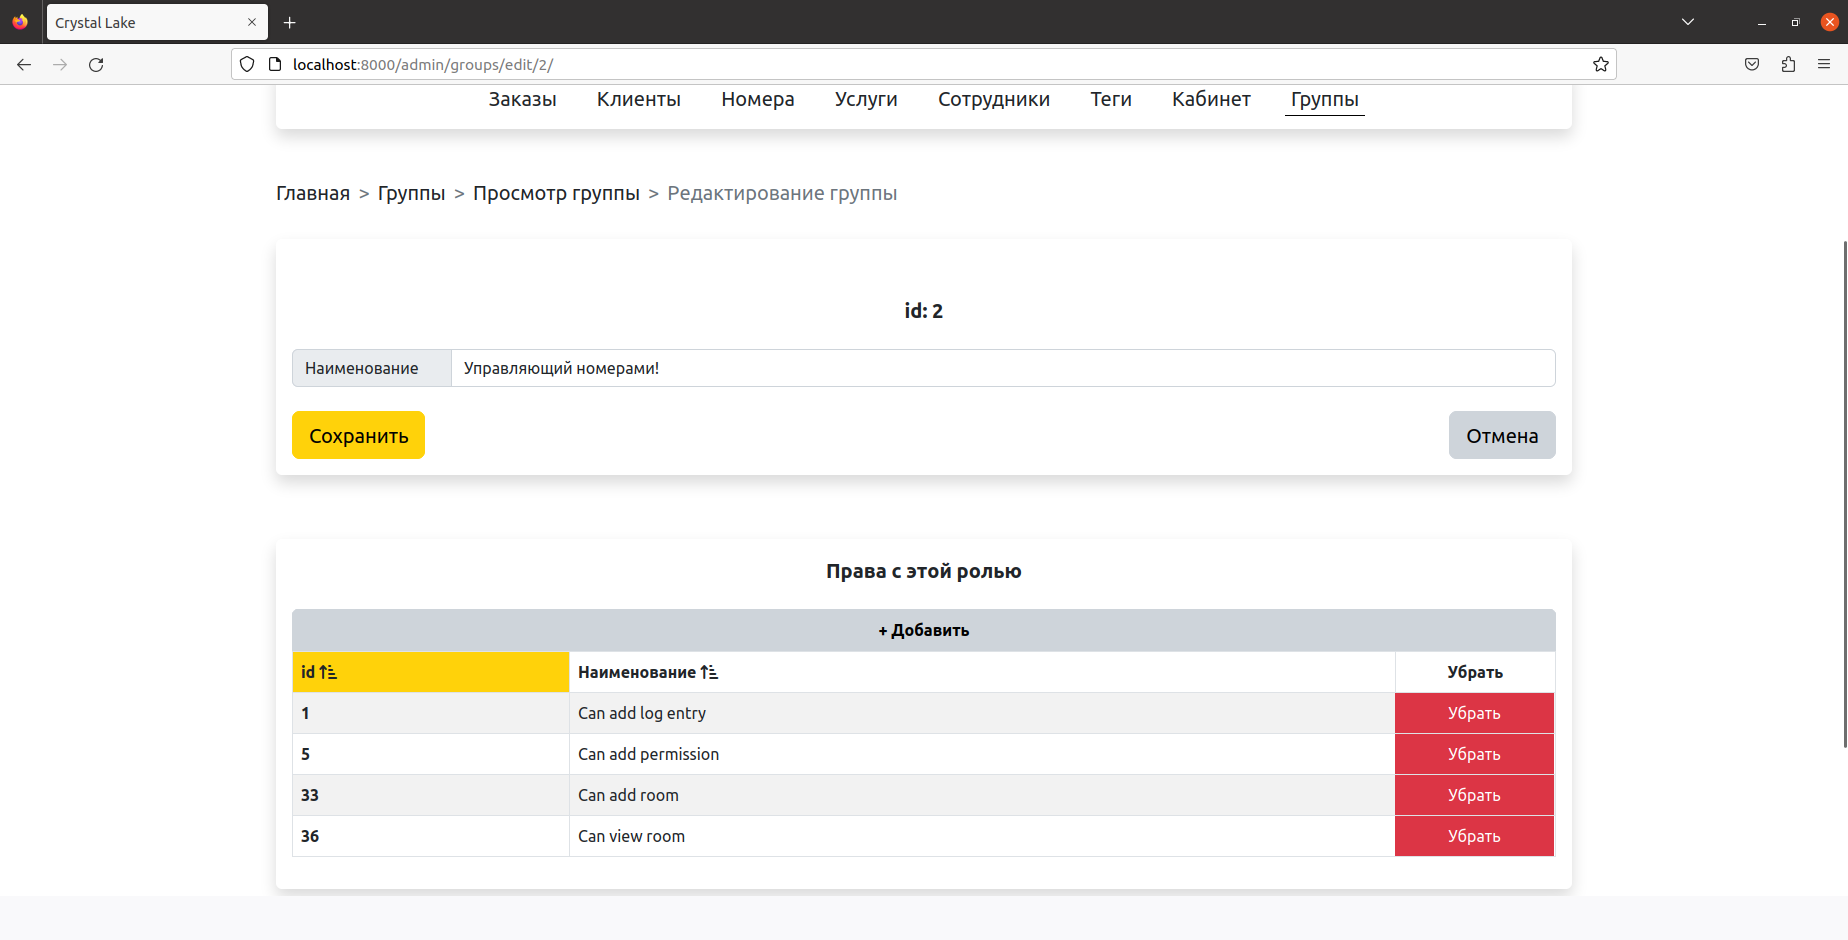 Crystal Lake
localhost:8000/admin/groups/edit/2/
Заказы Клиенты Номера Услуги Сотрудники Теги Кабинет Группы
Главная > Группы > Просмотр группы > Редактирование группы
id: 2
Наименование Управляющий номерами!
Сохранить Отмена
Права с этой ролью
+ Добавить
id Наименование Убрать
1 Can add log entry Убрать
5 Can add permission Убрать
33 Can add room Убрать
36 Can view room Убрать